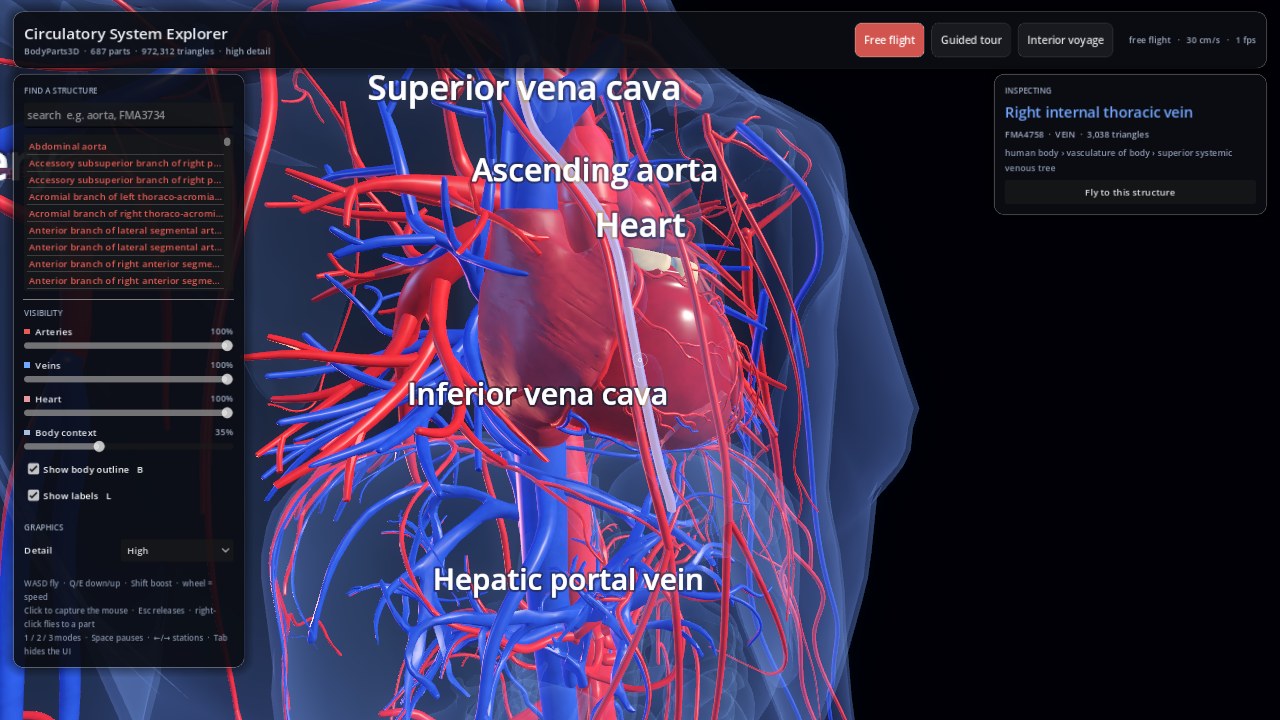 Circulatory System Explorer
BodyParts3D · 687 parts · 972,312 triangles · high detail
Free flight
Guided tour
Interior voyage
free flight · 30 cm/s · 1 fps
FIND A STRUCTURE
search e.g. aorta, FMA3734
Abdominal aorta
Accessory subsuperior branch of right p...
Accessory subsuperior branch of right p...
Acromial branch of left thoraco-acromia...
Acromial branch of right thoraco-acromi...
Anterior branch of lateral segmental art...
Anterior branch of lateral segmental art...
Anterior branch of right anterior segme...
Anterior branch of right anterior segme...
VISIBILITY
Arteries 100%
Veins 100%
Heart 100%
Body context 35%
Show body outline B
Show labels L
GRAPHICS
Detail High
WASD fly · Q/E down/up · Shift boost · wheel =
speed
Click to capture the mouse · Esc releases · right-
click flies to a part
1 / 2 / 3 modes · Space pauses · ←/→ stations · Tab
hides the UI
Superior vena cava
Ascending aorta
Heart
Inferior vena cava
Hepatic portal vein
INSPECTING
Right internal thoracic vein
FMA4758 · VEIN · 3,038 triangles
human body › vasculature of body › superior systemic
venous tree
Fly to this structure